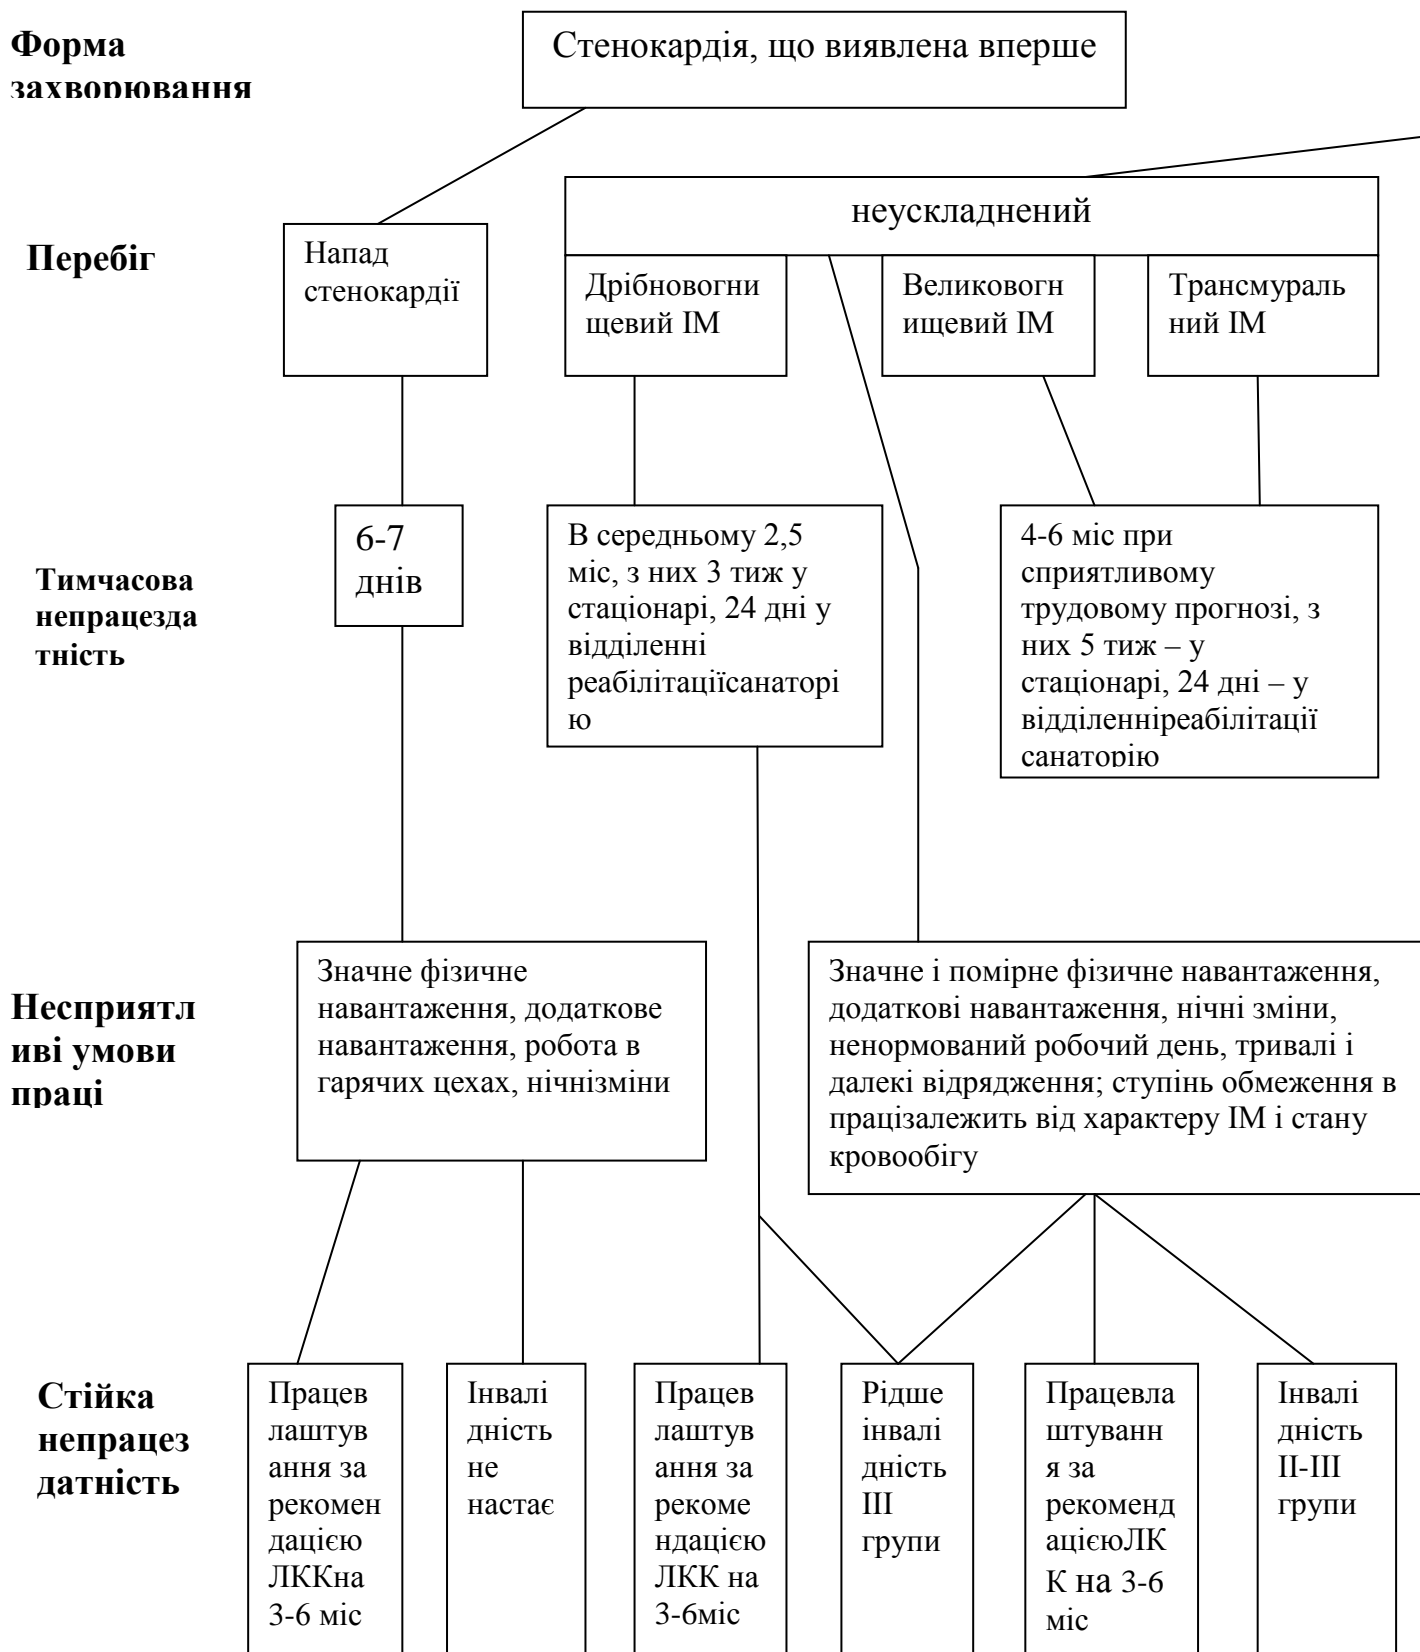 Форма
захворювання
Стенокардія, що виявлена вперше
Перебіг
Напад
стенокардії
неускладнений
Дрібновогни
щевий ІМ
Великовогн
ищевий ІМ
Трансмураль
ний ІМ
Тимчасова
непрацезда
тність
6-7
днів
В середньому 2,5
міс, з них 3 тиж у
стаціонарі, 24 дні у
відділенні
реабілітаціїсанаторі
ю
4-6 міс при
сприятливому
трудовому прогнозі, з
них 5 тиж – у
стаціонарі, 24 дні – у
відділенніреабілітації
санаторію
Несприятл
иві умови
праці
Значне фізичне
навантаження, додаткове
навантаження, робота в
гарячих цехах, нічнізміни
Значне і помірне фізичне навантаження,
додаткові навантаження, нічні зміни,
ненормований робочий день, тривалі і
далекі відрядження; ступінь обмеження в
працізалежить від характеру ІМ і стану
кровообігу
Стійка
непрацез
датність
Працев
лаштув
ання за
рекомен
дацією
ЛККна
3-6 міс
Інвалі
дність
не
настає
Працев
лаштув
ання за
рекоме
ндацією
ЛКК на
3-6міс
Рідше
інвалі
дність
III
групи
Працевла
штуванн
я за
рекоменд
ацієюЛК
К на 3-6
міс
Інвалі
дність
II-III
групи